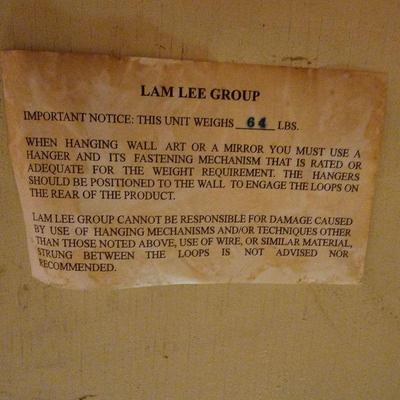 LAM LEE GROUP
IMPORTANT NOTICE: THIS UNIT WEIGHS 64 LBS.
WHEN HANGING WALL ART OR A MIRROR YOU MUST USE A
HANGER AND ITS FASTENING MECHANISM THAT IS RATED OR
ADEQUATE FOR THE WEIGHT REQUIREMENT. THE HANGERS
SHOULD BE POSITIONED TO THE WALL TO ENGAGE THE LOOPS ON
THE REAR OF THE PRODUCT.
LAM LEE GROUP CANNOT BE RESPONSIBLE FOR DAMAGE CAUSED
BY USE OF HANGING MECHANISMS AND/OR TECHNIQUES OTHER
THAN THOSE NOTED ABOVE, USE OF WIRE, OR SIMILAR MATERIAL,
STRUNG BETWEEN THE LOOPS IS NOT ADVISED NOR
RECOMMENDED.